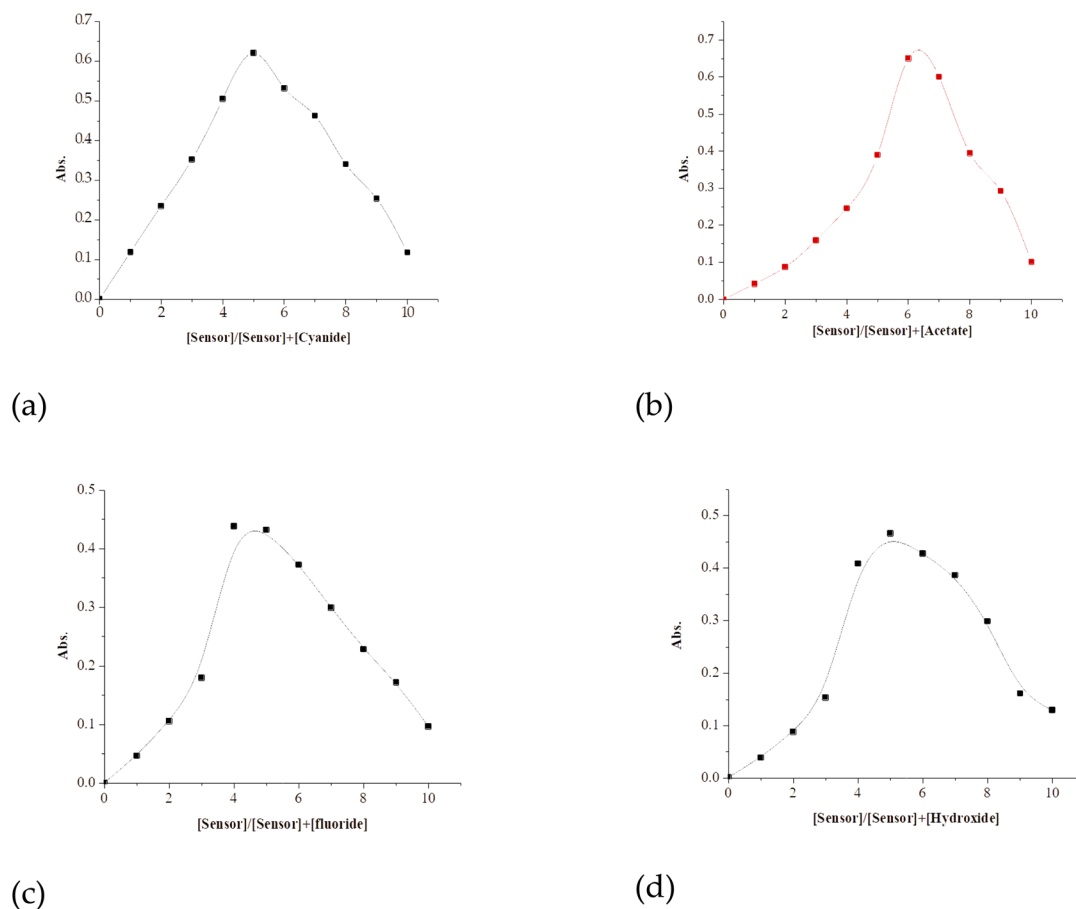 0.7
0.6
0.5
0.4
0.3
0.2
0.1
0.0
Abs.
0 2 4 6 8 10
[Sensor]/[Sensor]+[Cyanide]
(a)
0.7
0.6
0.5
0.4
0.3
0.2
0.1
0.0
Abs.
0 2 4 6 8 10
[Sensor]/[Sensor]+[Acetate]
(b)
0.5
0.4
0.3
0.2
0.1
0.0
Abs.
0 2 4 6 8 10
[Sensor]/[Sensor]+[fluoride]
(c)
0.5
0.4
0.3
0.2
0.1
0.0
Abs.
0 2 4 6 8 10
[Sensor]/[Sensor]+[Hydroxide]
(d)